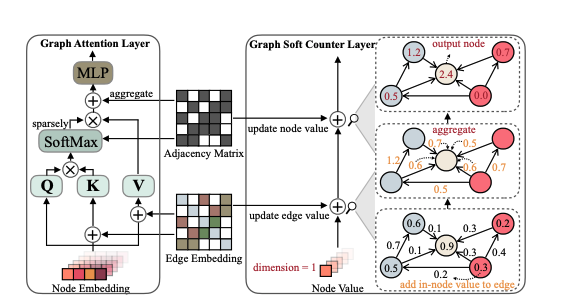 Graph Attention Layer
MLP
aggregate
sparsely
SoftMax
Q
K
V
Node Embedding
Adjacency Matrix
Edge Embedding
Graph Soft Counter Layer
update node value
update edge value
dimension = 1
Node Value
output node
1.2
0.7
2.4
0.5
0.0
aggregate
0.7
0.5
1.2
0.6
0.6
0.7
0.5
0.6
0.1
0.3
0.2
0.7
0.9
0.1
0.3
0.4
0.5
0.3
0.2
add in-node value to edge